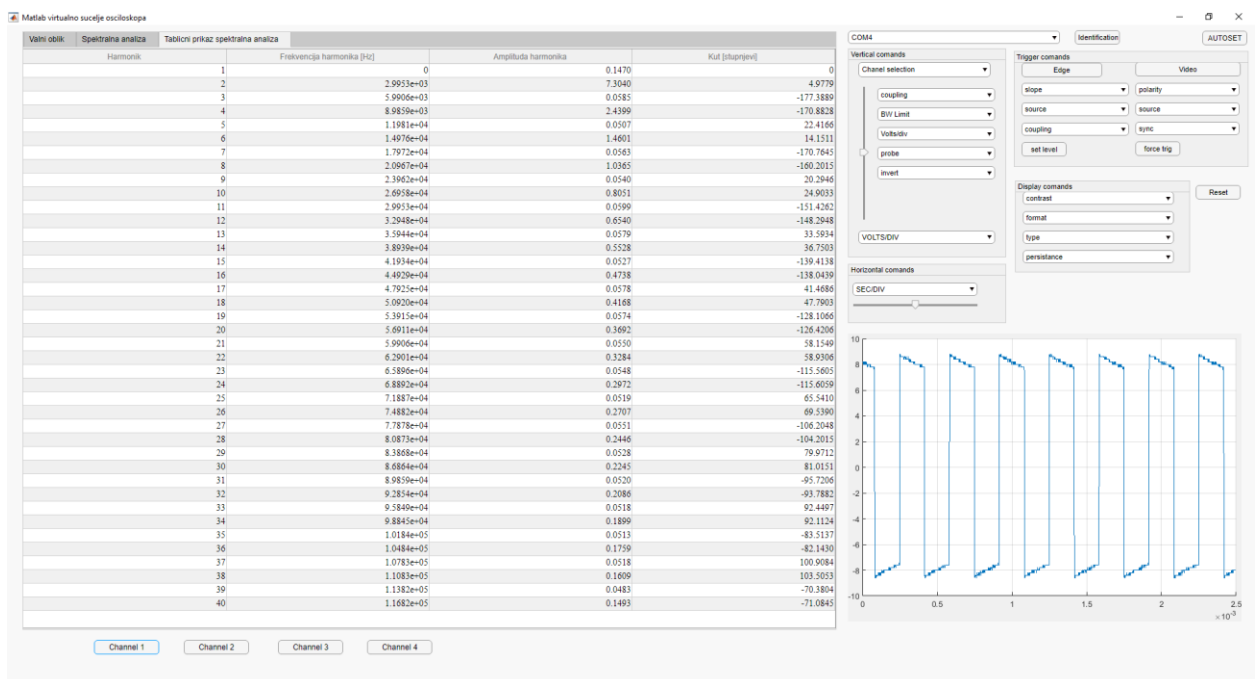 Matlab virtualno sucelje osciloskopa
Valni oblik Spektralna analiza Tablicni prikaz spektralna analiza
Harmonik Frekvencija harmonika [Hz] Amplituda harmonika Kut [stupnjevi]
1 0 0.1470 0
2 2.9953e+03 7.3040 4.9779
3 5.9906e+03 0.0585 -177.3889
4 8.9859e+03 2.4399 -170.8828
5 1.1981e+04 0.0507 22.4166
6 1.4976e+04 1.4601 14.1511
7 1.7972e+04 0.0563 -170.7645
8 2.0967e+04 1.0365 -160.2015
9 2.3962e+04 0.0540 20.2946
10 2.6958e+04 0.8051 24.9033
11 2.9953e+04 0.0599 -151.4262
12 3.2948e+04 0.6540 -148.2948
13 3.5944e+04 0.0579 33.5934
14 3.8939e+04 0.5528 36.7503
15 4.1934e+04 0.0527 -139.4138
16 4.4929e+04 0.4738 -138.0439
17 4.7925e+04 0.0578 41.4686
18 5.0920e+04 0.4168 47.7903
19 5.3915e+04 0.0574 -128.1066
20 5.6911e+04 0.3692 -126.4206
21 5.9906e+04 0.0550 58.1549
22 6.2901e+04 0.3284 58.9306
23 6.5896e+04 0.0548 -115.5605
24 6.8892e+04 0.2972 -115.6059
25 7.1887e+04 0.0519 65.5410
26 7.4882e+04 0.2707 69.5390
27 7.7878e+04 0.0551 -106.2048
28 8.0873e+04 0.2446 -104.2015
29 8.3868e+04 0.0528 79.9712
30 8.6864e+04 0.2245 81.0151
31 8.9859e+04 0.0520 -95.7206
32 9.2854e+04 0.2086 -93.7882
33 9.5849e+04 0.0518 92.4497
34 9.8845e+04 0.1899 92.1124
35 1.0184e+05 0.0513 -83.5137
36 1.0484e+05 0.1759 -82.1430
37 1.0783e+05 0.0518 100.9084
38 1.1083e+05 0.1609 103.5053
39 1.1382e+05 0.0483 -70.3804
40 1.1682e+05 0.1493 -71.0845
Channel 1 Channel 2 Channel 3 Channel 4
COM4 Identification AUTOSET
Vertical comands
Chanel selection
coupling
BW Limit
Volts/div
probe
invert
VOLTS/DIV
Trigger comands
Edge Video
slope polarity
source source
coupling sync
set level force trig
Display comands
contrast
format
type
persistance
Reset
Horizontal comands
SEC/DIV
10
8
6
4
2
0
-2
-4
-6
-8
-10
0 0.5 1 1.5 2 2.5
×10-3